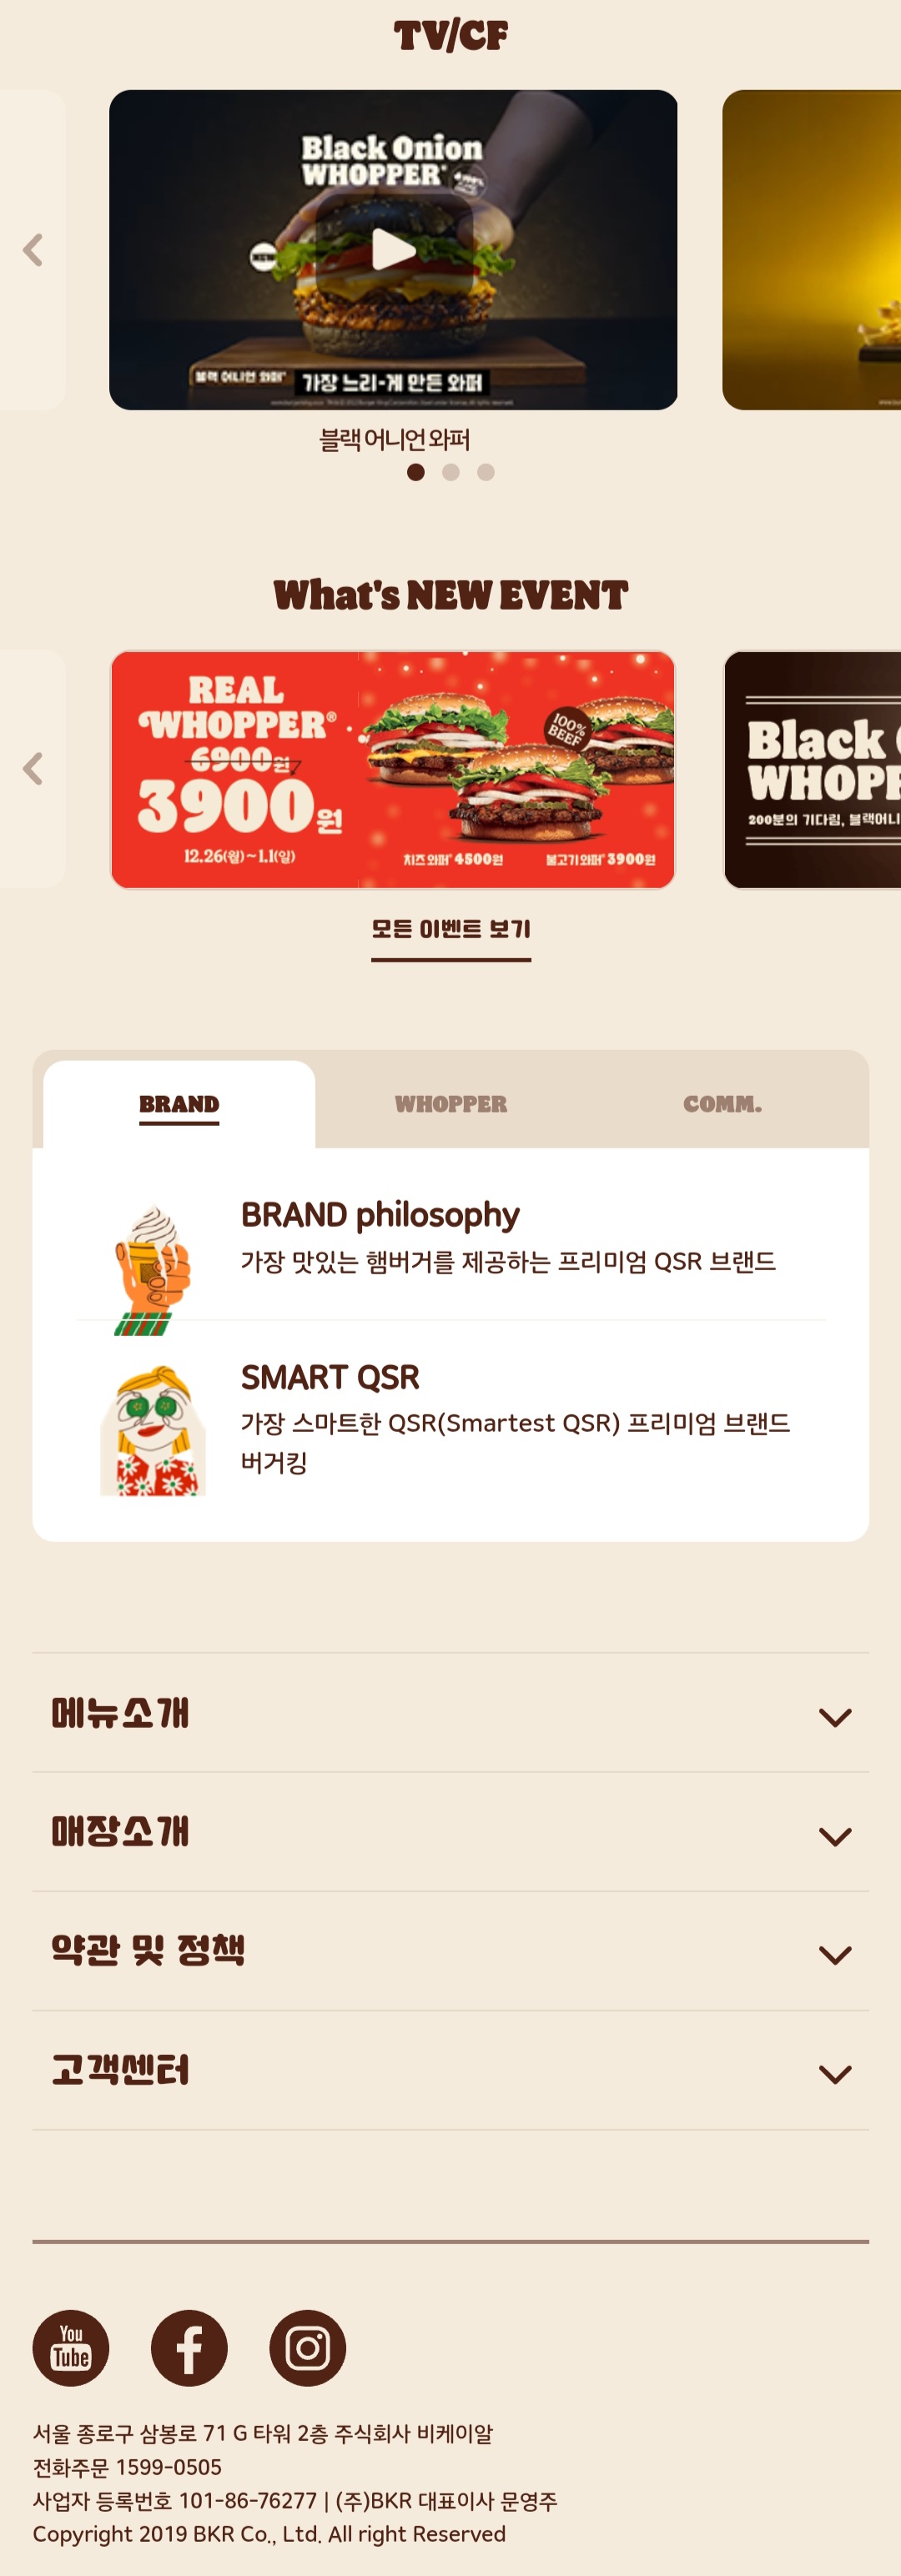 TV/CF
Black Onion
WHOPPER
NEW
블랙 어니언 와퍼
가장 느리-게 만든 와퍼
블랙 어니언 와퍼
What's NEW EVENT
REAL
WHOPPER®
6900원
3900원
12.26(월)~1.1(일)
100%
BEEF
치즈와퍼 4500원
불고기와퍼 3900원
Black
WHOPP
200분의 기다림, 블랙어니
모든 이벤트 보기
BRAND
WHOPPER
COMM.
BRAND philosophy
가장 맛있는 햄버거를 제공하는 프리미엄 QSR 브랜드
SMART QSR
가장 스마트한 QSR(Smartest QSR) 프리미엄 브랜드
버거킹
메뉴소개
매장소개
약관 및 정책
고객센터
You
Tube
서울 종로구 삼봉로 71 G 타워 2층 주식회사 비케이알
전화주문 1599-0505
사업자 등록번호 101-86-76277 | (주)BKR 대표이사 문영주
Copyright 2019 BKR Co., Ltd. All right Reserved